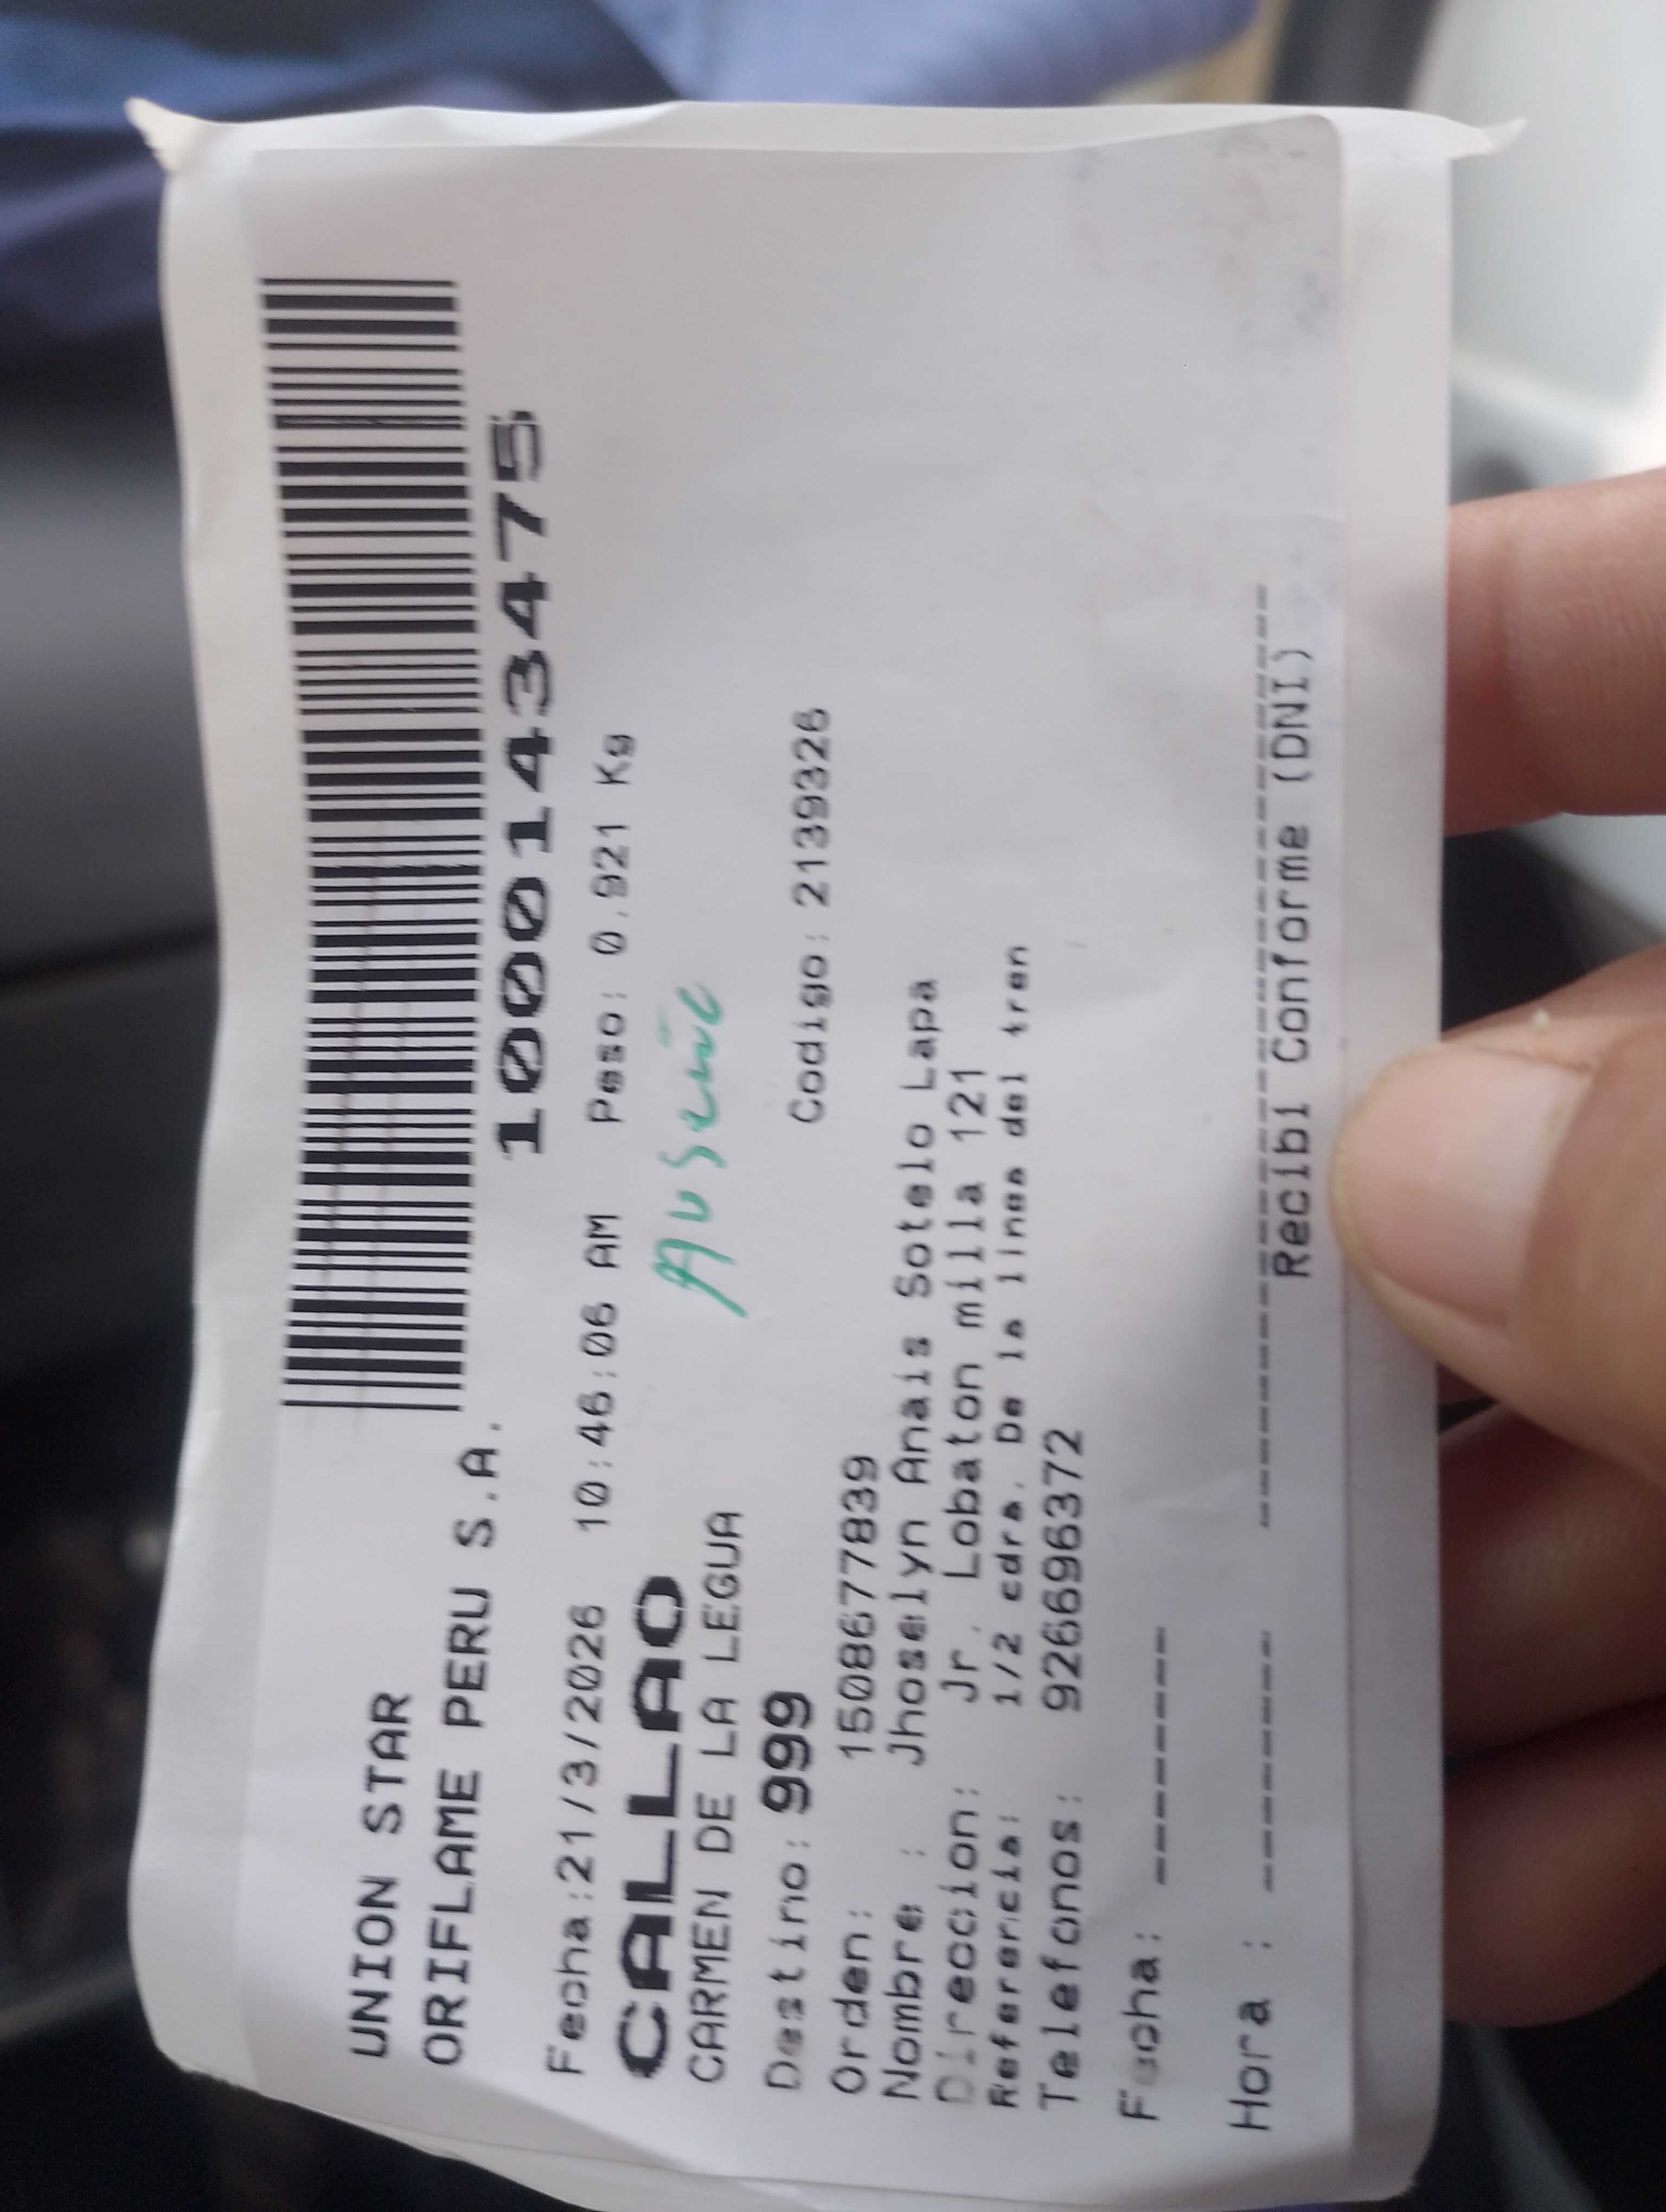 UNION STAR
ORIFLAME PERU S.A.
10001434475
Fecha:21/3/2026 10:46:06 AM Peso: 0.921 Kg
CALLAO
CARMEN DE LA LEGUA
Destino: 999 Codigo: 2139326
Orden: 1508677839
Nombre : Jhoselyn Anais Sotelo Lapa
Direccion: Jr. Lobaton milla 121
Referencia: 1/2 cdra. De la linea del tren
Telefonos: 926696372
Fecha: ------
Hora : ------
Recibi Conforme (DNI)